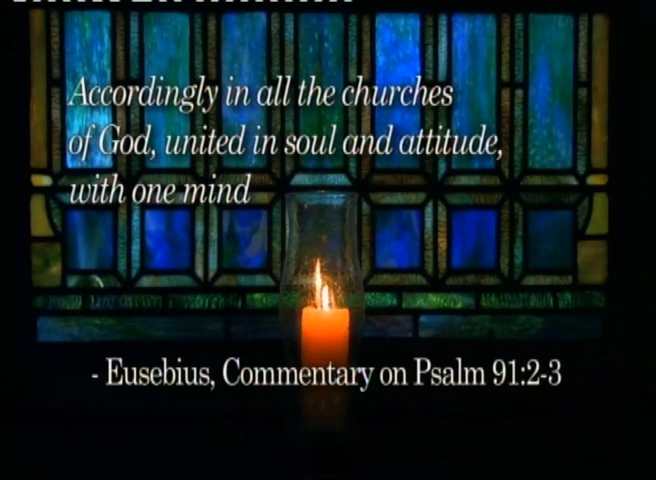 Accordingly in all the churches
of God, united in soul and attitude,
with one mind
- Eusebius, Commentary on Psalm 91:2-3